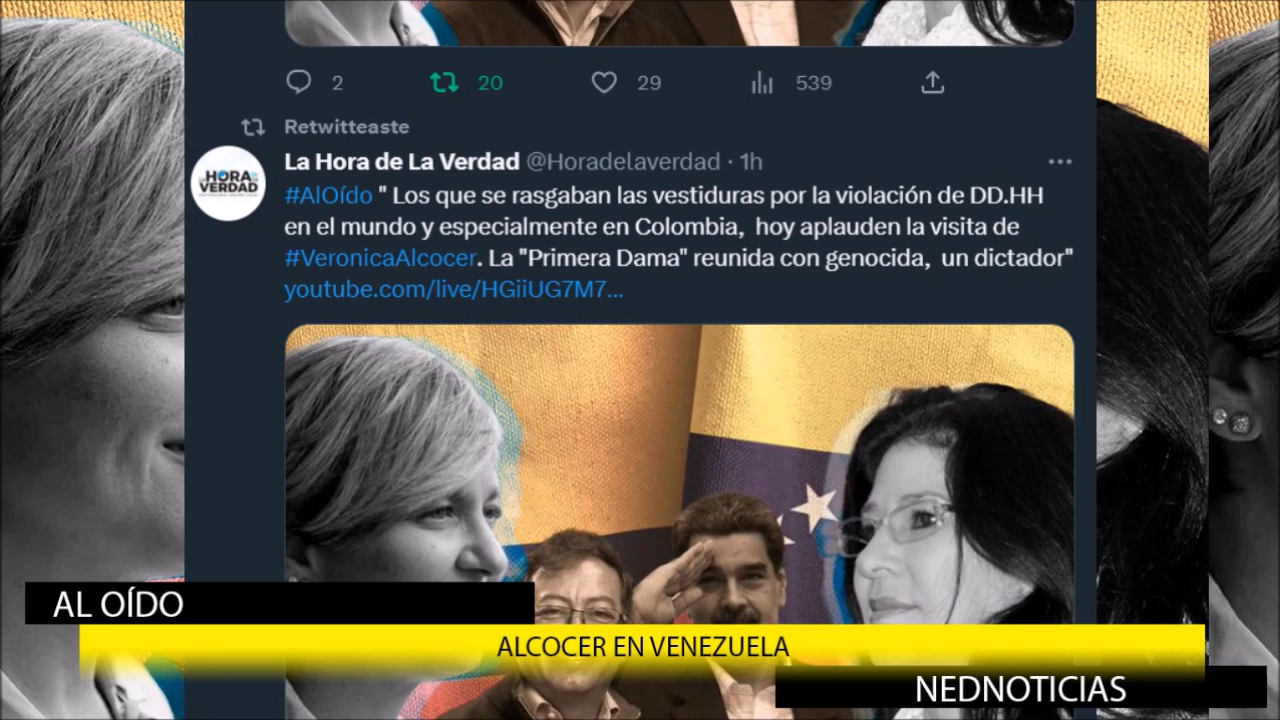 2 20 29 539
Retwitteaste
La Hora de La Verdad @Horadelaverdad · 1h
HORA
VERDAD
#AlOído " Los que se rasgaban las vestiduras por la violación de DD.HH
en el mundo y especialmente en Colombia, hoy aplauden la visita de
#VeronicaAlcocer. La "Primera Dama" reunida con genocida, un dictador"
youtube.com/live/HGiiUG7M7...
AL OÍDO
ALCOCER EN VENEZUELA
NEDNOTICIAS